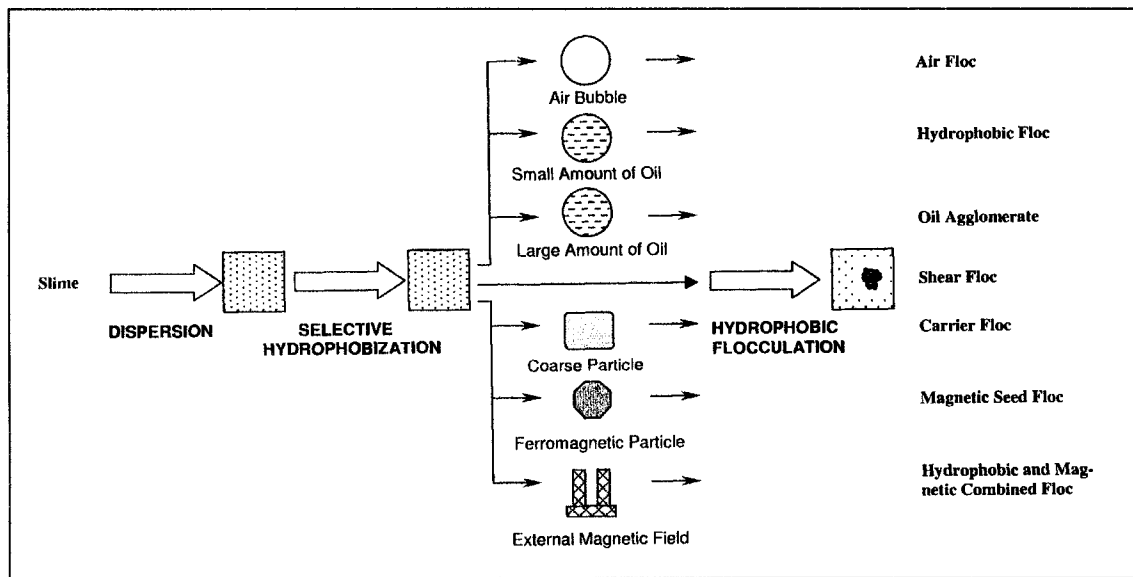 Air Bubble
Air Floc
Small Amount of Oil
Hydrophobic Floc
Large Amount of Oil
Oil Agglomerate
Slime
DISPERSION
SELECTIVE
HYDROPHOBIZATION
HYDROPHOBIC
FLOCCULATION
Shear Floc
Coarse Particle
Carrier Floc
Ferromagnetic Particle
Magnetic Seed Floc
External Magnetic Field
Hydrophobic and Mag-
netic Combined Floc